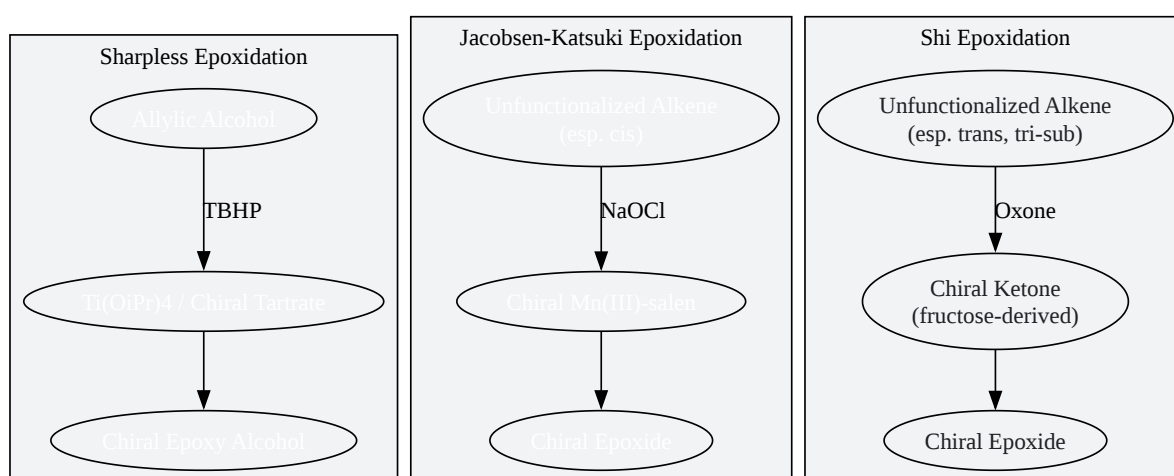 Sharpless Epoxidation
Allylic Alcohol
TBHP
Ti(OiPr)4 / Chiral Tartrate
Chiral Epoxy Alcohol
Jacobsen-Katsuki Epoxidation
Unfunctionalized Alkene
(esp. cis)
NaOCl
Chiral Mn(III)-salen
Chiral Epoxide
Shi Epoxidation
Unfunctionalized Alkene
(esp. trans, tri-sub)
Oxone
Chiral Ketone
(fructose-derived)
Chiral Epoxide